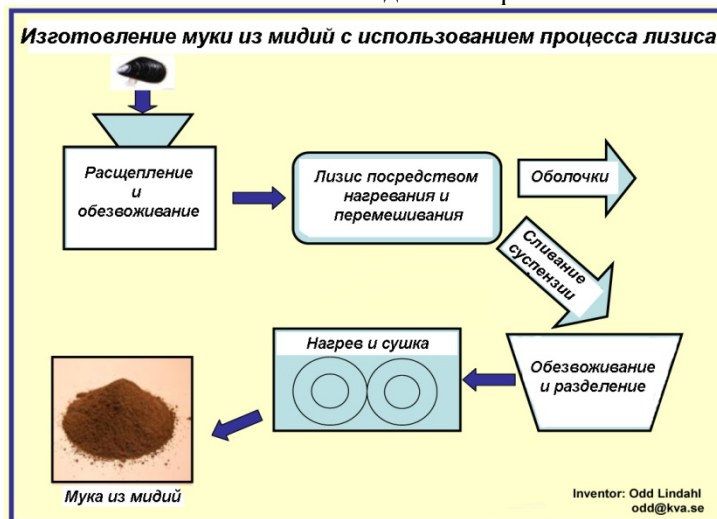 Изготовление муки из мидий с использованием процесса лизиса
Расщепление
и
обезвоживание
Лизис посредством
нагревания и
перемешивания
Оболочки
Сливание
суспензии
Обезвоживание
и разделение
Нагрев и сушка
Мука из мидий
Inventor: Odd Lindahl
odd@kva.se